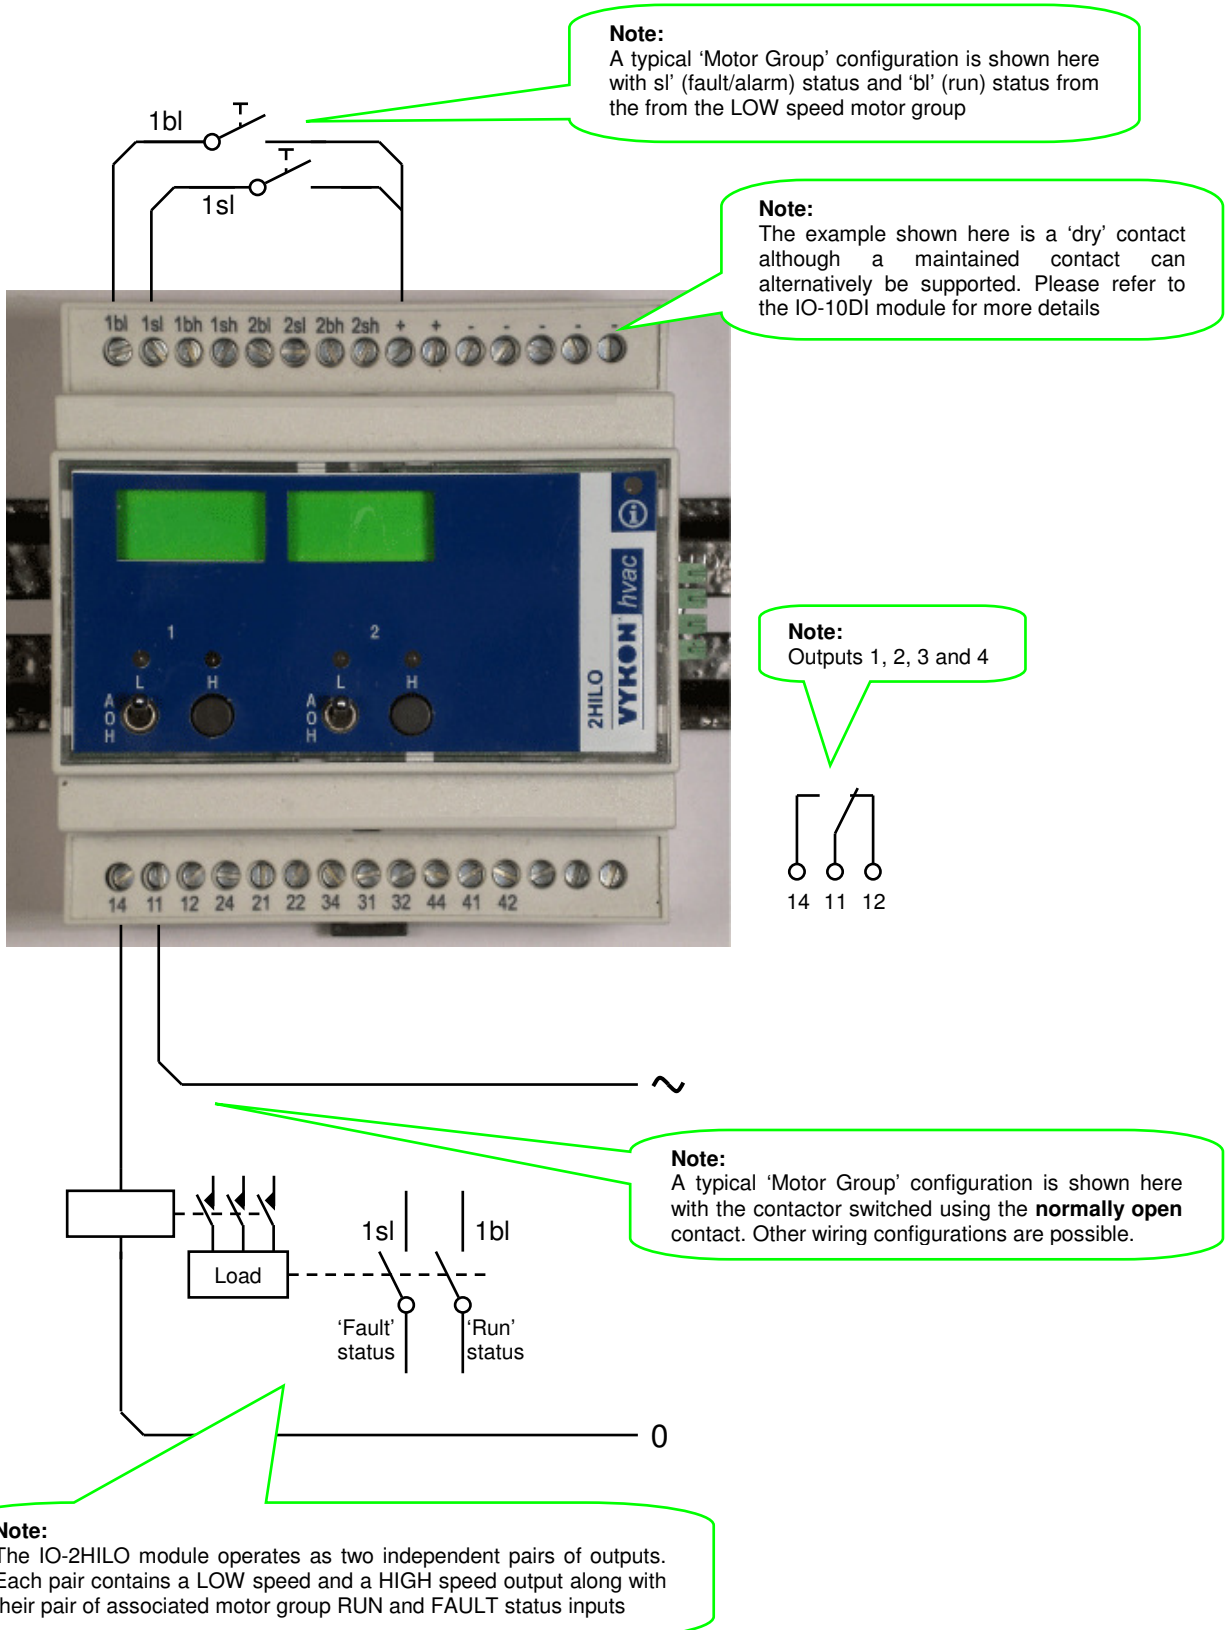 Note:
A typical ‘Motor Group’ configuration is shown here
with sl’ (fault/alarm) status and ‘bl’ (run) status from
the from the LOW speed motor group
1bl
1sl
Note:
The example shown here is a ‘dry’ contact
although a maintained contact can
alternatively be supported. Please refer to
the IO-10DI module for more details
1bl 1sl 1bh 1sh 2bl 2sl 2bh 2sh + + - - - - -
i
2HILO
VYKON hvac
1 2
L H L H
A
O
H
A
O
H
Note:
Outputs 1, 2, 3 and 4
14 11 12
14 11 12 24 21 22 34 31 32 44 41 42
~
Note:
A typical ‘Motor Group’ configuration is shown here
with the contactor switched using the normally open
contact. Other wiring configurations are possible.
1sl
1bl
Load
‘Fault’
status
‘Run’
status
0
Note:
The IO-2HILO module operates as two independent pairs of outputs.
Each pair contains a LOW speed and a HIGH speed output along with
their pair of associated motor group RUN and FAULT status inputs